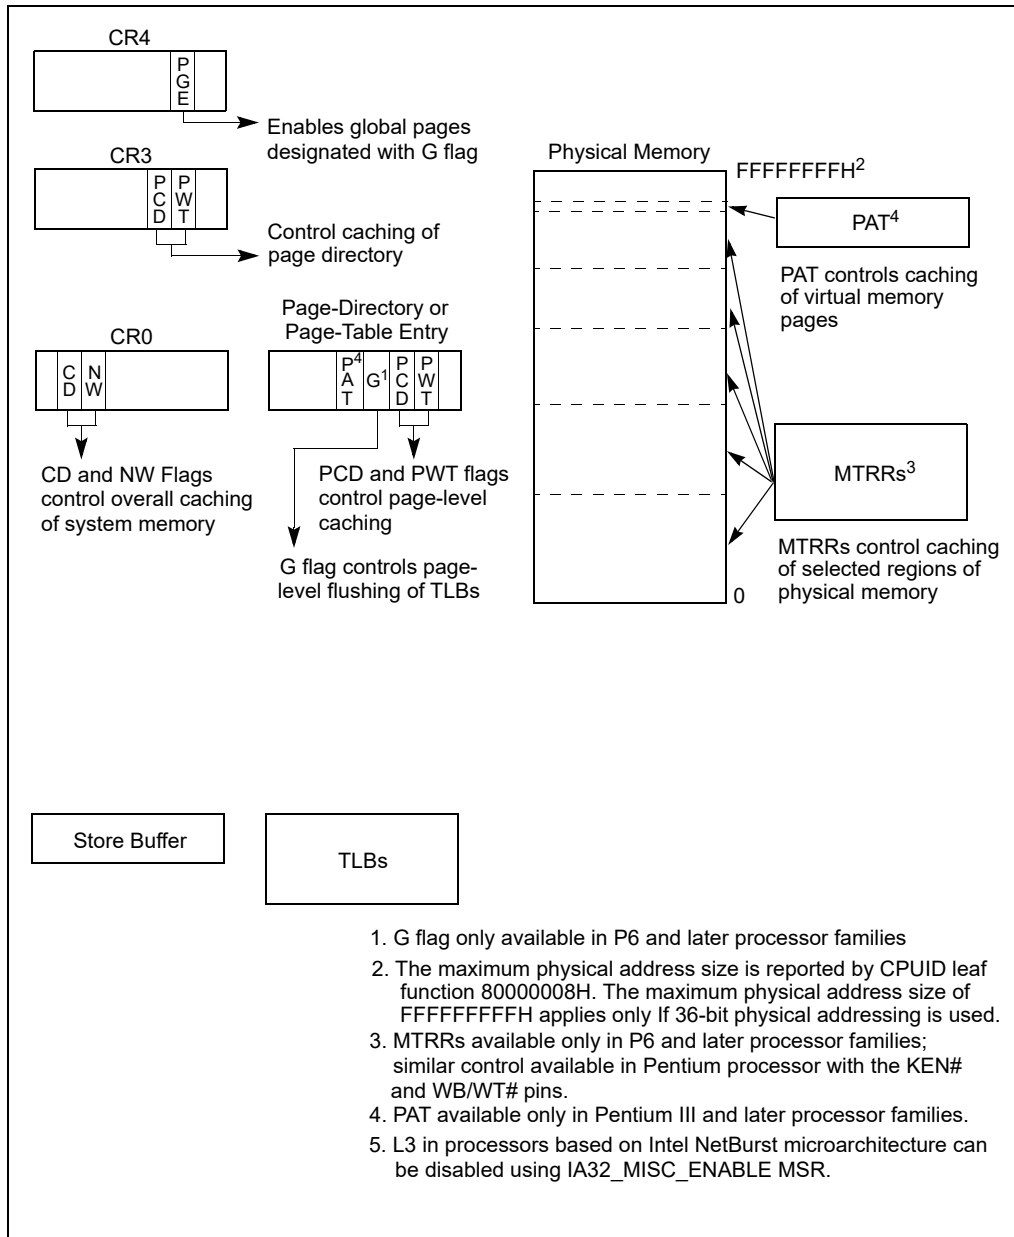 CR4
PGE
Enables global pages
designated with G flag
CR3
PCD
PWT
Control caching of
page directory
CR0
CD
NW
CD and NW Flags
control overall caching
of system memory
Page-Directory or
Page-Table Entry
PAT4
G1
PCD
PWT
PCD and PWT flags
control page-level
caching
G flag controls page-
level flushing of TLBs
Physical Memory
FFFFFFFFH2
0
PAT4
PAT controls caching
of virtual memory
pages
MTRRs3
MTRRs control caching
of selected regions of
physical memory
Store Buffer
TLBs
1. G flag only available in P6 and later processor families
2. The maximum physical address size is reported by CPUID leaf
function 80000008H. The maximum physical address size of
FFFFFFFFFH applies only If 36-bit physical addressing is used.
3. MTRRs available only in P6 and later processor families;
similar control available in Pentium processor with the KEN#
and WB/WT# pins.
4. PAT available only in Pentium III and later processor families.
5. L3 in processors based on Intel NetBurst microarchitecture can
be disabled using IA32_MISC_ENABLE MSR.